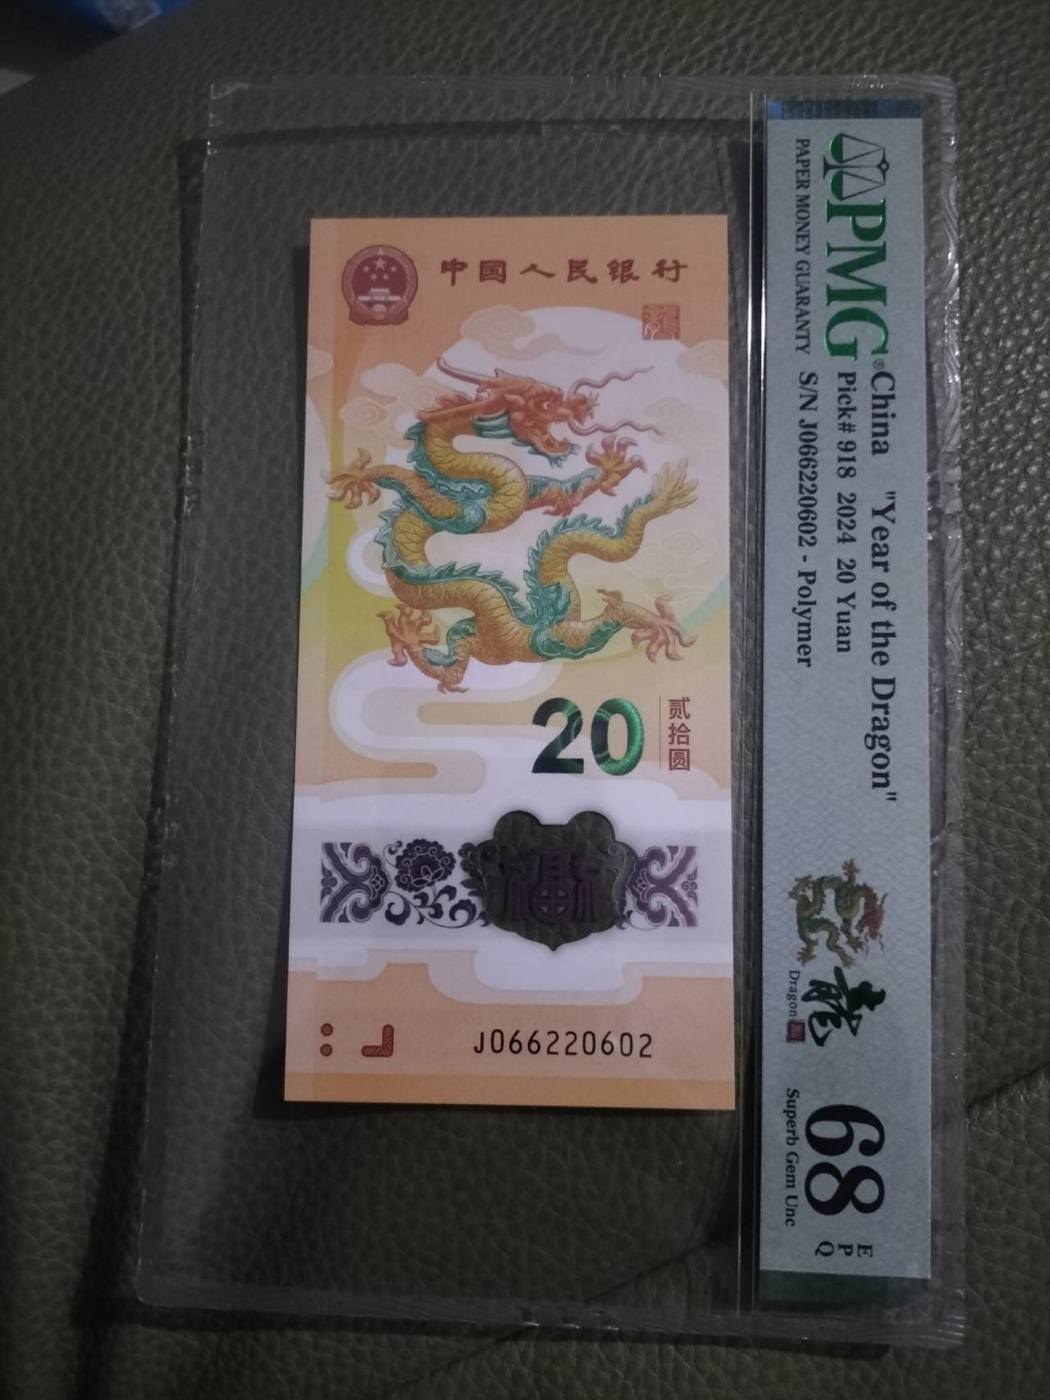 中国人民银行
龍
20
贰拾圆
福
J066220602
PMG
PAPER MONEY GUARANTY
®China "Year of the Dragon"
Pick# 918 2024 20 Yuan
S/N J066220602 - Polymer
龍
Dragon
68
EPQ
Superb Gem Unc